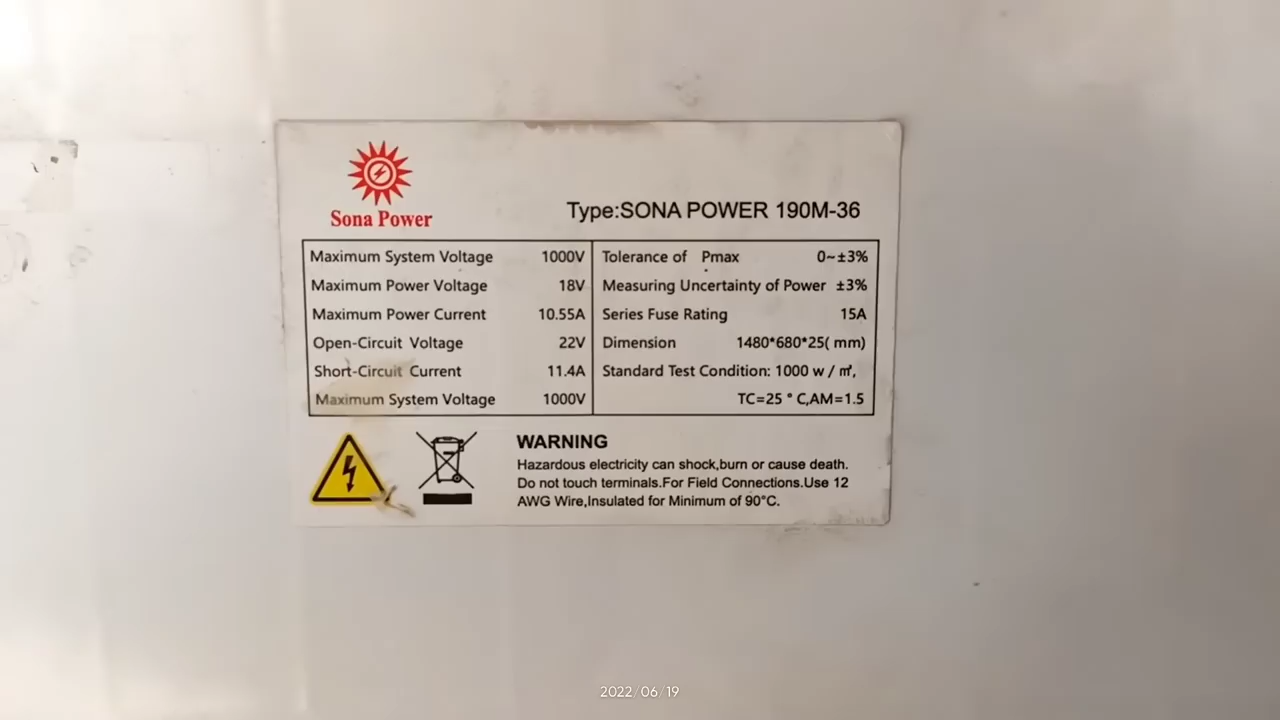 Sona Power
Type:SONA POWER 190M-36
Maximum System Voltage 1000V
Maximum Power Voltage 18V
Maximum Power Current 10.55A
Open-Circuit Voltage 22V
Short-Circuit Current 11.4A
Maximum System Voltage 1000V
Tolerance of Pmax 0~±3%
Measuring Uncertainty of Power ±3%
Series Fuse Rating 15A
Dimension 1480*680*25( mm)
Standard Test Condition: 1000 w / ㎡,
TC=25 ° C,AM=1.5
WARNING
Hazardous electricity can shock,burn or cause death.
Do not touch terminals.For Field Connections.Use 12
AWG Wire,Insulated for Minimum of 90°C.
2022/06/19